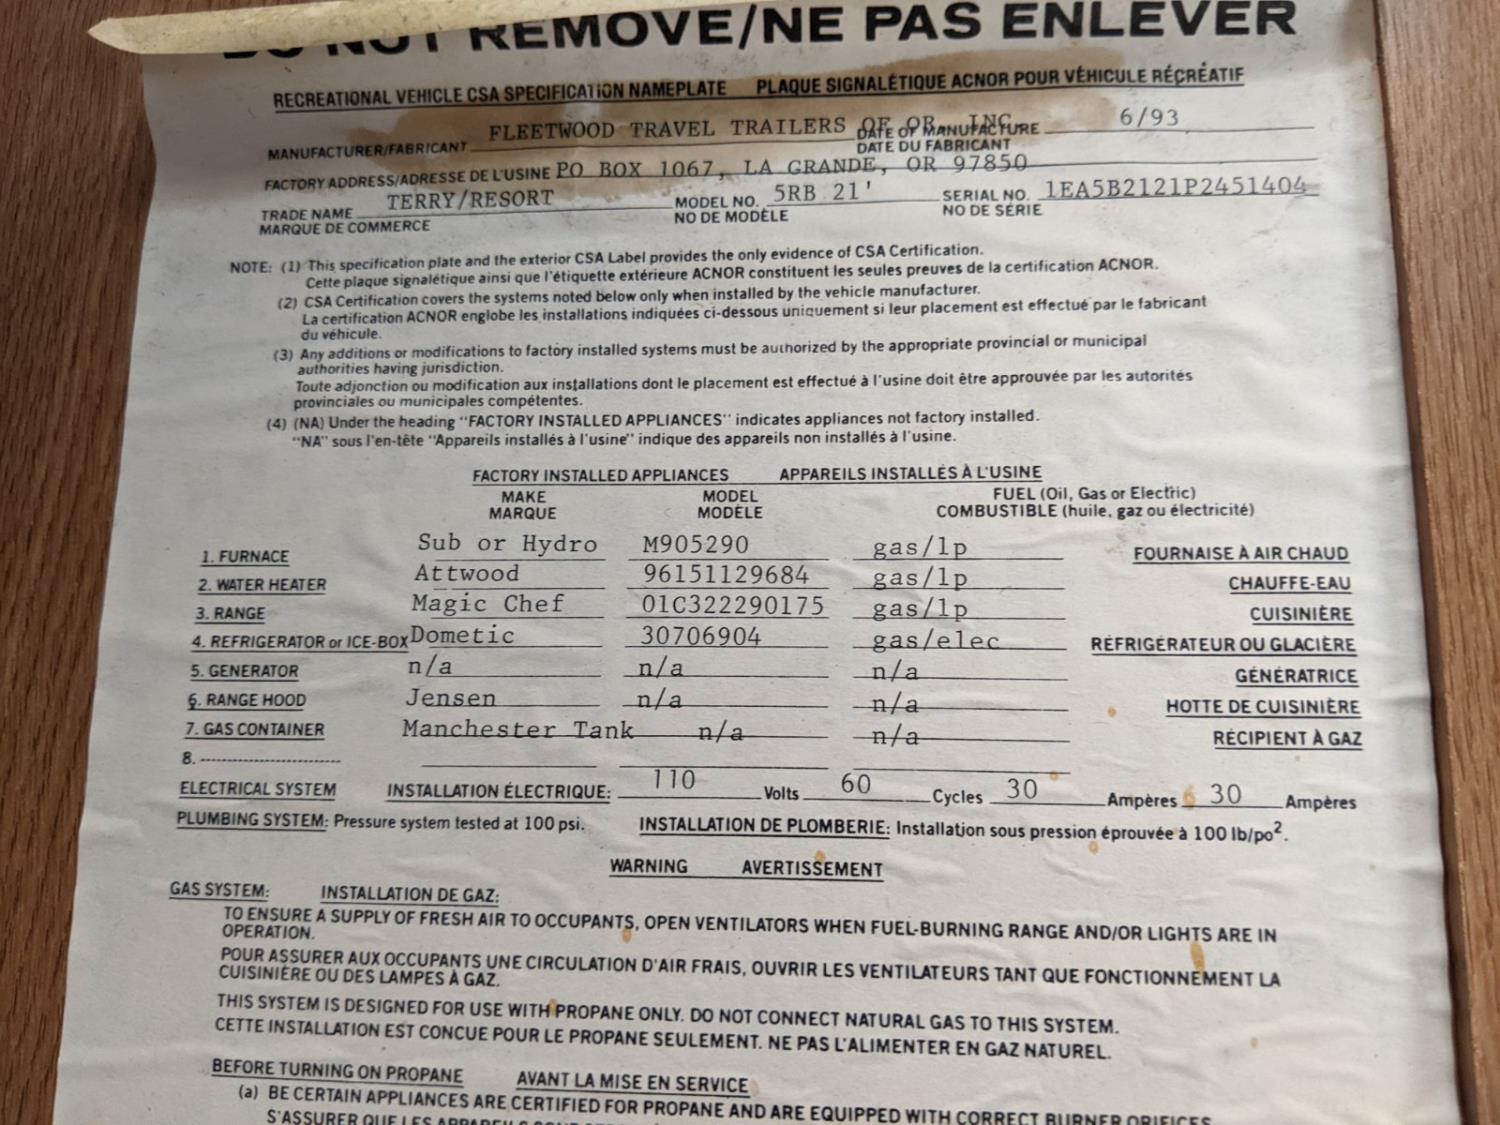 DO NOT REMOVE/NE PAS ENLEVER
RECREATIONAL VEHICLE CSA SPECIFICATION NAMEPLATE PLAQUE SIGNALÉTIQUE ACNOR POUR VÉHICULE RÉCRÉATIF
MANUFACTURER/FABRICANT FLEETWOOD TRAVEL TRAILERS OF OR, INC DATE OF MANUFACTURE 6/93
DATE DU FABRICANT
FACTORY ADDRESS/ADRESSE DE L'USINE PO BOX 1067, LA GRANDE, OR 97850
TRADE NAME TERRY/RESORT MODEL NO. 5RB 21' SERIAL NO. 1EA5B2121P2451404
MARQUE DE COMMERCE NO DE MODÈLE NO DE SÉRIE
NOTE: (1) This specification plate and the exterior CSA Label provides the only evidence of CSA Certification.
Cette plaque signalétique ainsi que l'étiquette extérieure ACNOR constituent les seules preuves de la certification ACNOR.
(2) CSA Certification covers the systems noted below only when installed by the vehicle manufacturer.
La certification ACNOR englobe les installations indiquées ci-dessous uniquement si leur placement est effectué par le fabricant
du véhicule.
(3) Any additions or modifications to factory installed systems must be authorized by the appropriate provincial or municipal
authorities having jurisdiction.
Toute adjonction ou modification aux installations dont le placement est effectué à l'usine doit être approuvée par les autorités
provinciales ou municipales compétentes.
(4) (NA) Under the heading "FACTORY INSTALLED APPLIANCES" indicates appliances not factory installed.
"NA" sous l'en-tête "Appareils installés à l'usine" indique des appareils non installés à l'usine.
FACTORY INSTALLED APPLIANCES APPAREILS INSTALLÉS À L'USINE
MAKE MODEL FUEL (Oil, Gas or Electric)
MARQUE MODÈLE COMBUSTIBLE (huile, gaz ou électricité)
1. FURNACE Sub or Hydro M905290 gas/lp FOURNAISE À AIR CHAUD
2. WATER HEATER Attwood 96151129684 gas/lp CHAUFFE-EAU
3. RANGE Magic Chef 01C322290175 gas/lp CUISINIÈRE
4. REFRIGERATOR or ICE-BOX Dometic 30706904 gas/elec RÉFRIGÉRATEUR OU GLACIÈRE
5. GENERATOR n/a n/a n/a GÉNÉRATRICE
6. RANGE HOOD Jensen n/a n/a HOTTE DE CUISINIÈRE
7. GAS CONTAINER Manchester Tank n/a n/a RÉCIPIENT À GAZ
8.
ELECTRICAL SYSTEM INSTALLATION ÉLECTRIQUE: 110 Volts 60 Cycles 30 Ampères 30 Ampères
PLUMBING SYSTEM: Pressure system tested at 100 psi. INSTALLATION DE PLOMBERIE: Installation sous pression éprouvée à 100 lb/po².
WARNING AVERTISSEMENT
GAS SYSTEM: INSTALLATION DE GAZ:
TO ENSURE A SUPPLY OF FRESH AIR TO OCCUPANTS, OPEN VENTILATORS WHEN FUEL-BURNING RANGE AND/OR LIGHTS ARE IN
OPERATION.
POUR ASSURER AUX OCCUPANTS UNE CIRCULATION D'AIR FRAIS, OUVRIR LES VENTILATEURS TANT QUE FONCTIONNEMENT LA
CUISINIÈRE OU DES LAMPES À GAZ.
THIS SYSTEM IS DESIGNED FOR USE WITH PROPANE ONLY. DO NOT CONNECT NATURAL GAS TO THIS SYSTEM.
CETTE INSTALLATION EST CONCUE POUR LE PROPANE SEULEMENT. NE PAS L'ALIMENTER EN GAZ NATUREL.
BEFORE TURNING ON PROPANE AVANT LA MISE EN SERVICE
(a) BE CERTAIN APPLIANCES ARE CERTIFIED FOR PROPANE AND ARE EQUIPPED WITH CORRECT BURNER ORIFICES
S'ASSURER QUE LES APPAREILS